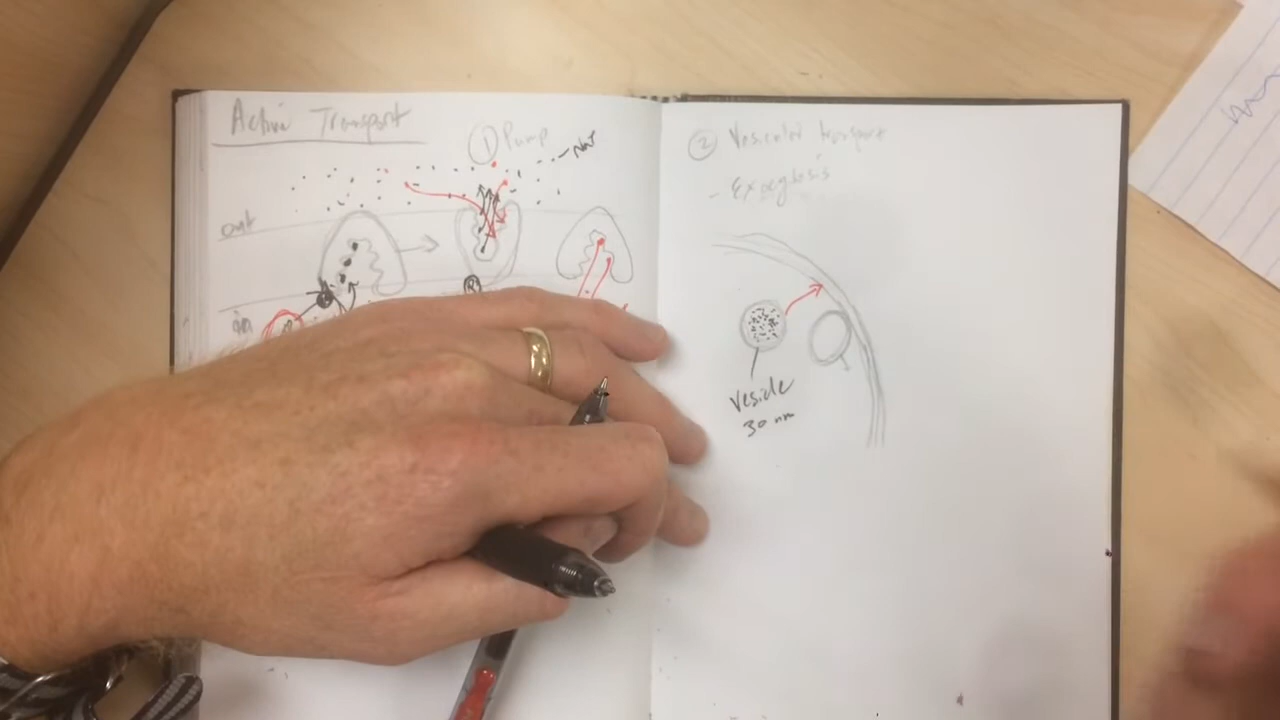 Active Transport
① Pump
Na+
out
in
② Vesicular transport
- Exocytosis
Vesicle
30 nm